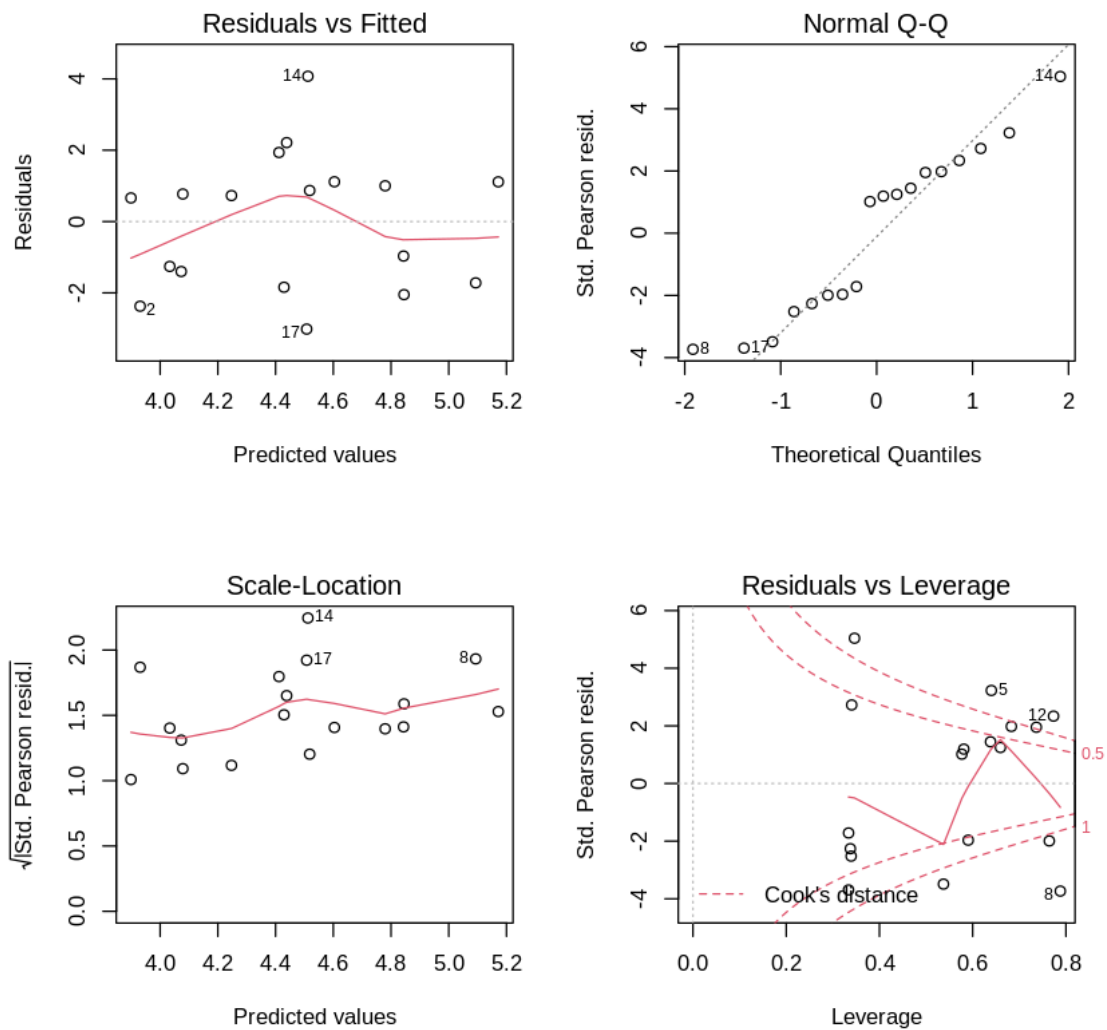 Residuals vs Fitted
Residuals
4
2
0
-2
14
2
17
4.0 4.2 4.4 4.6 4.8 5.0 5.2
Predicted values
Normal Q-Q
Std. Pearson resid.
6
4
2
0
-2
-4
14
8
17
-2 -1 0 1 2
Theoretical Quantiles
Scale-Location
√|Std. Pearson resid.|
2.0
1.5
1.0
0.5
0.0
14
17
8
4.0 4.2 4.4 4.6 4.8 5.0 5.2
Predicted values
Residuals vs Leverage
Std. Pearson resid.
6
4
2
0
-2
-4
5
12
0.5
1
8
Cook's distance
0.0 0.2 0.4 0.6 0.8
Leverage